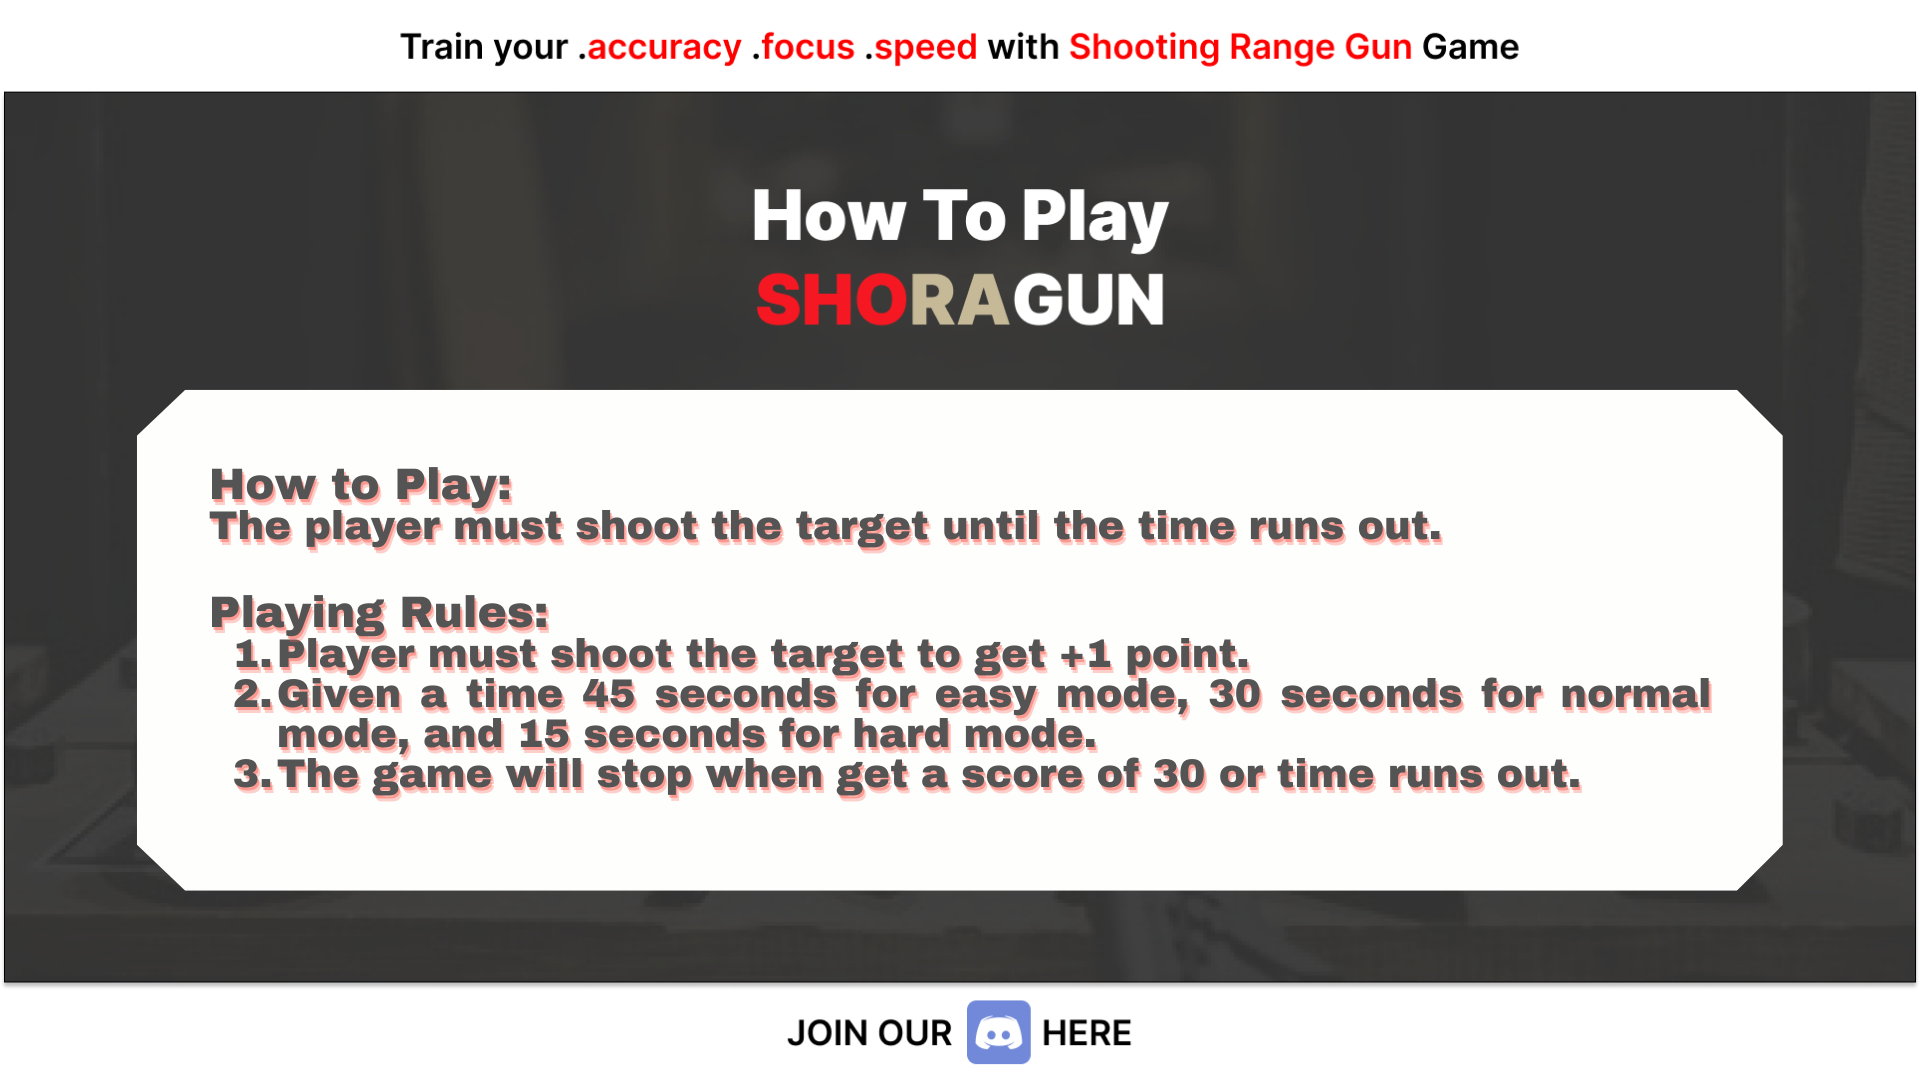 Train your .accuracy .focus .speed with Shooting Range Gun Game
How To Play
SHORAGUN
How to Play:
The player must shoot the target until the time runs out.
Playing Rules:
1. Player must shoot the target to get +1 point.
2. Given a time 45 seconds for easy mode, 30 seconds for normal
mode, and 15 seconds for hard mode.
3. The game will stop when get a score of 30 or time runs out.
JOIN OUR HERE